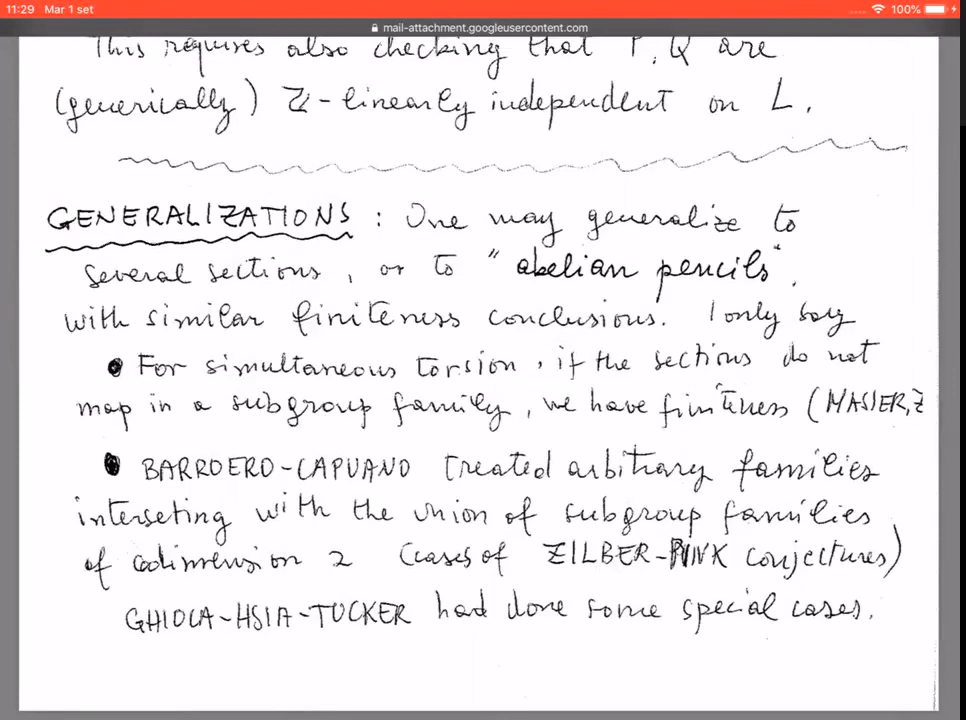 11:29 Mar 1 set 100%
mail-attachment.googleusercontent.com
This requires also checking that P, Q are
(generically) Z-linearly independent on L.
GENERALIZATIONS : One may generalize to
several sections, or to "abelian pencils",
with similar finiteness conclusions. I only say
• For simultaneous torsion, if the sections do not
map in a subgroup family, we have finiteness (MASSER, Z
• BARROERO-CAPUANO treated arbitrary families
interseting with the union of subgroup families
of codimension 2 (cases of ZILBER-PINK conjectures)
GHIOCA-HSIA-TUCKER had done some special cases.